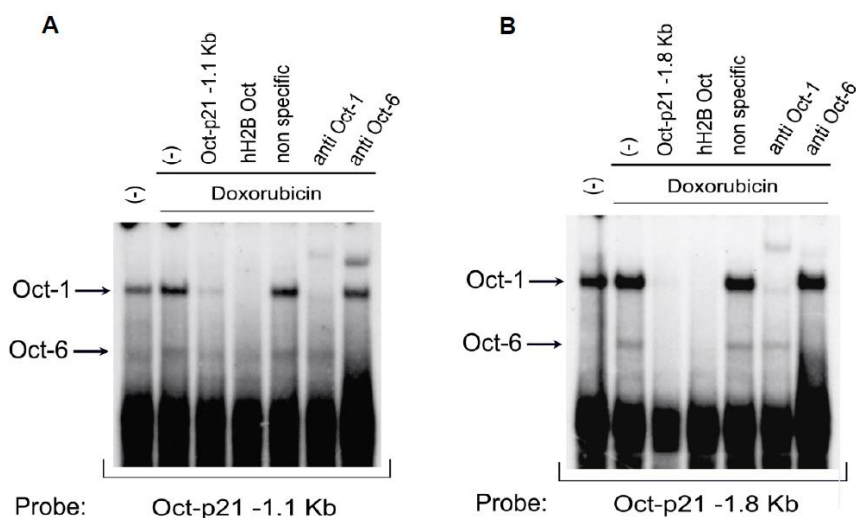 A
(-)
(-)
Oct-p21 -1.1 Kb
hH2B Oct
non specific
anti Oct-1
anti Oct-6
Doxorubicin
Oct-1
Oct-6
Probe: Oct-p21 -1.1 Kb
B
(-)
(-)
Oct-p21 -1.8 Kb
hH2B Oct
non specific
anti Oct-1
anti Oct-6
Doxorubicin
Oct-1
Oct-6
Probe: Oct-p21 -1.8 Kb